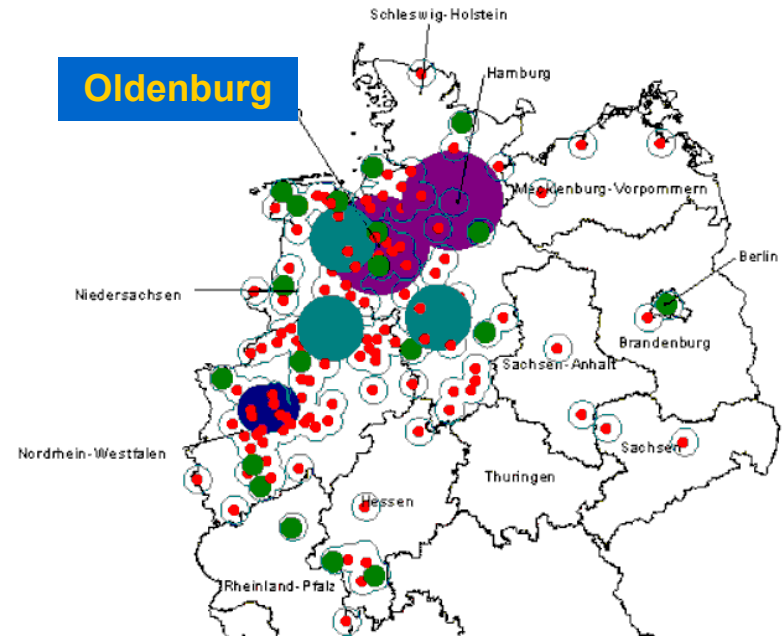 Schleswig-Holstein
Oldenburg
Hamburg
Mecklenburg-Vorpommern
Berlin
Niedersachsen
Brandenburg
Sachsen-Anhalt
Nordrhein-Westfalen
Sachsen
Thuringen
Hessen
Rheinland-Pfalz